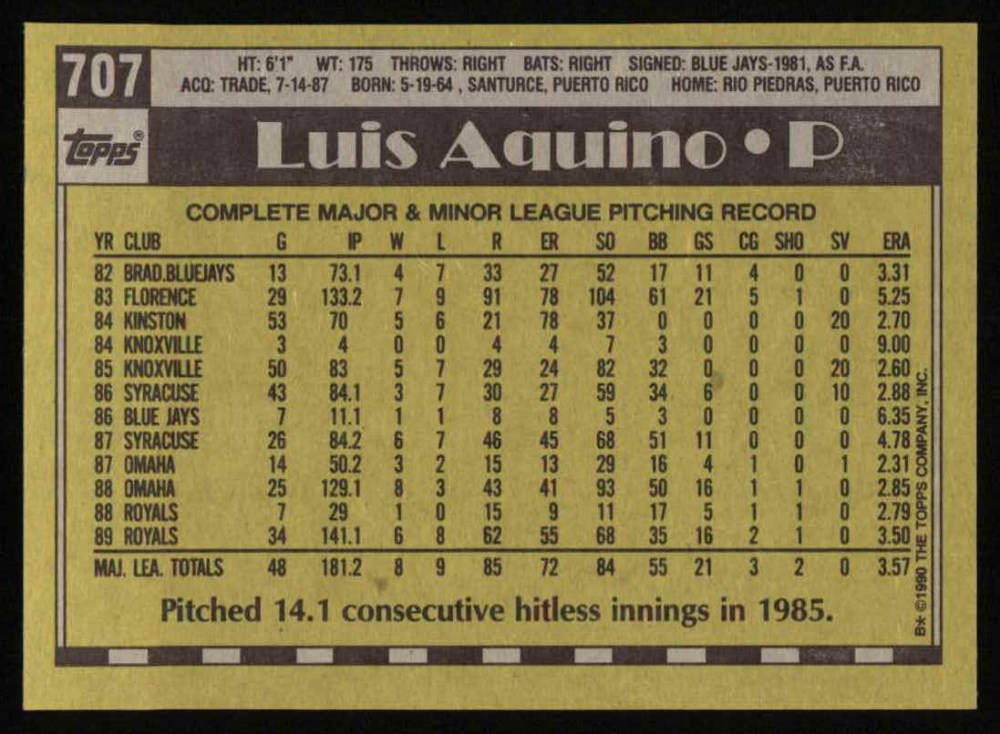 707
HT: 6'1" WT: 175 THROWS: RIGHT BATS: RIGHT SIGNED: BLUE JAYS-1981, AS F.A.
ACQ: TRADE, 7-14-87 BORN: 5-19-64 , SANTURCE, PUERTO RICO HOME: RIO PIEDRAS, PUERTO RICO
topps®
Luis Aquino • P
COMPLETE MAJOR & MINOR LEAGUE PITCHING RECORD
YR CLUB G IP W L R ER SO BB GS CG SHO SV ERA
82 BRAD.BLUEJAYS 13 73.1 4 7 33 27 52 17 11 4 0 0 3.31
83 FLORENCE 29 133.2 7 9 91 78 104 61 21 5 1 0 5.25
84 KINSTON 53 70 5 6 21 78 37 0 0 0 0 20 2.70
84 KNOXVILLE 3 4 0 0 4 4 7 3 0 0 0 0 9.00
85 KNOXVILLE 50 83 5 7 29 24 82 32 0 0 0 20 2.60
86 SYRACUSE 43 84.1 3 7 30 27 59 34 6 0 0 10 2.88
86 BLUE JAYS 7 11.1 1 1 8 8 5 3 0 0 0 0 6.35
87 SYRACUSE 26 84.2 6 7 46 45 68 51 11 0 0 0 4.78
87 OMAHA 14 50.2 3 2 15 13 29 16 4 1 0 1 2.31
88 OMAHA 25 129.1 8 3 43 41 93 50 16 1 1 0 2.85
88 ROYALS 7 29 1 0 15 9 11 17 5 1 1 0 2.79
89 ROYALS 34 141.1 6 8 62 55 68 35 16 2 1 0 3.50
MAJ. LEA. TOTALS 48 181.2 8 9 85 72 84 55 21 3 2 0 3.57
Pitched 14.1 consecutive hitless innings in 1985.
B* ©1990 THE TOPPS COMPANY, INC.